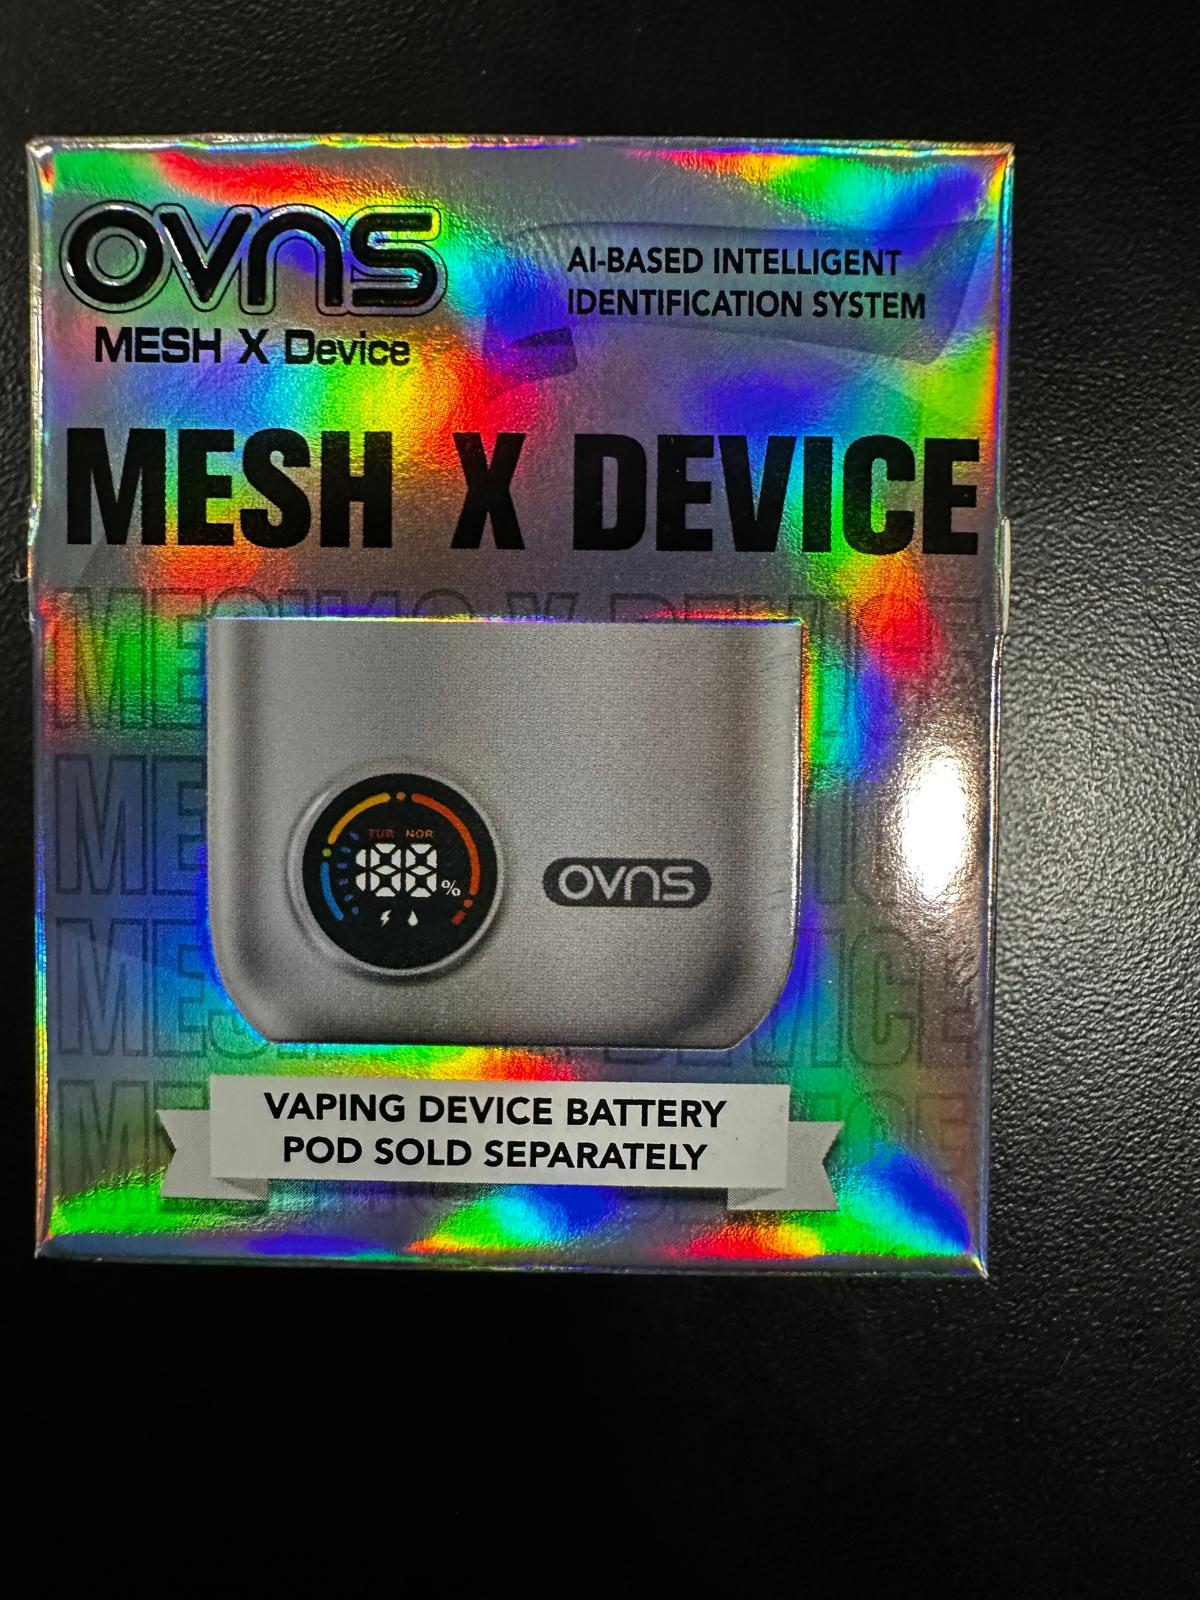 OVNS
MESH X Device
AI-BASED INTELLIGENT
IDENTIFICATION SYSTEM
MESH X DEVICE
TUR NOR
188%
OVNS
VAPING DEVICE BATTERY
POD SOLD SEPARATELY